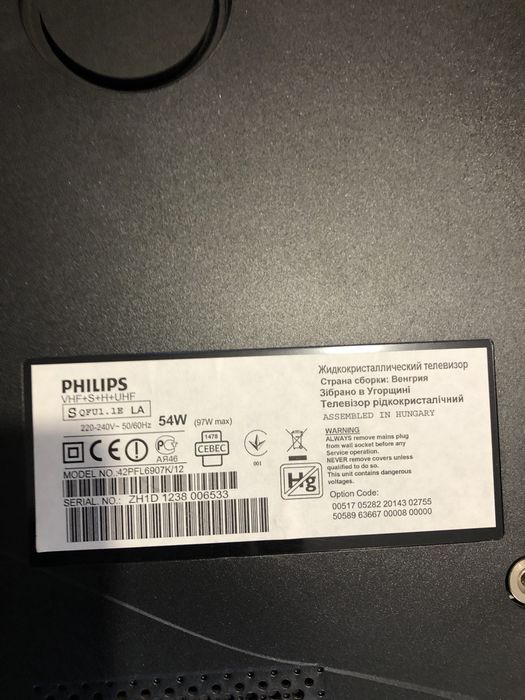 PHILIPS
VHF+S+H+UHF
S QFU1.1E LA
220-240V~ 50/60Hz 54W (97W max)
CE
PC
АЯ46
1478
CEBEC
001
Hg
MODEL NO.:42PFL6907K/12
SERIAL NO.: ZH1D 1238 006533
Жидкокристаллический телевизор
Страна сборки: Венгрия
Зібрано в Угорщині
Телевізор рідкокристалічний
ASSEMBLED IN HUNGARY
WARNING
ALWAYS remove mains plug
from wall socket before any
Service operation.
NEVER remove covers unless
qualified to do so.
This unit contains dangerous
voltages.
Option Code:
00517 05282 20143 02755
50589 63667 00008 00000